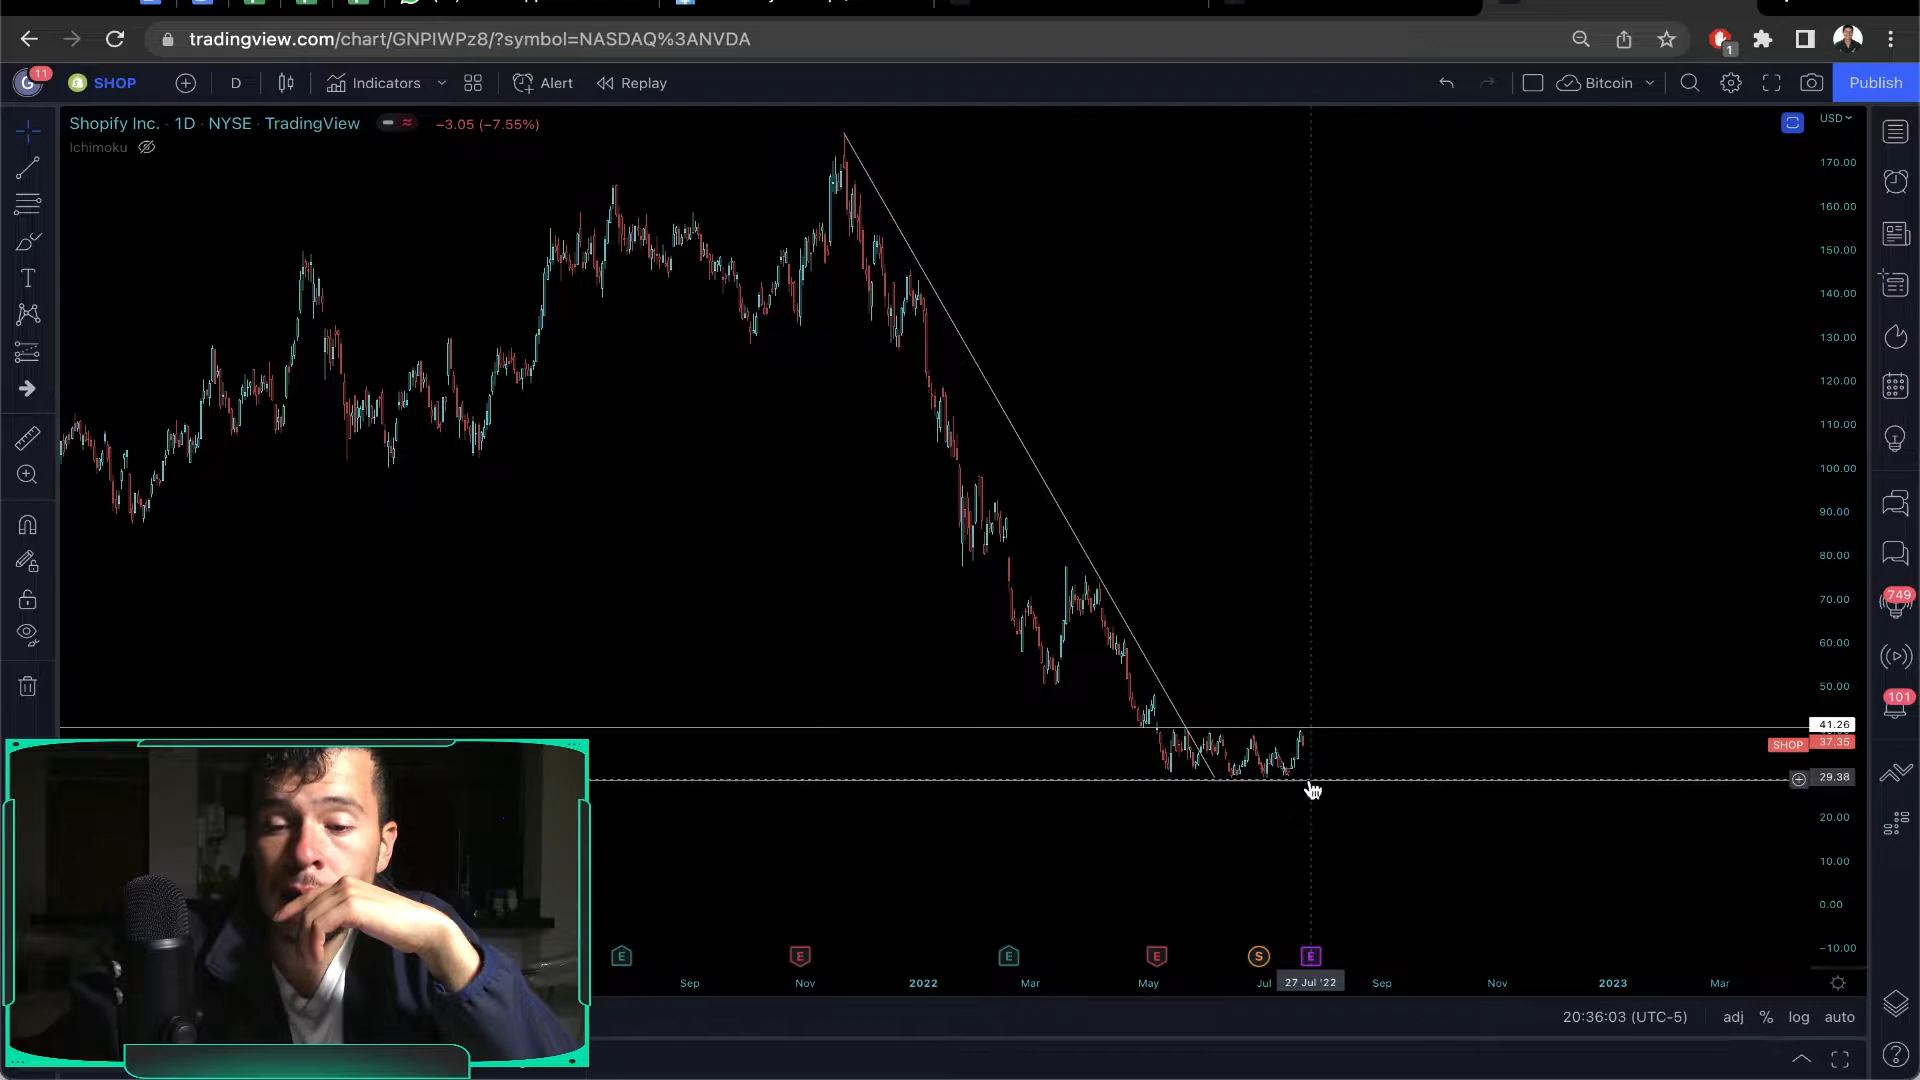 tradingview.com/chart/GNPIWPz8/?symbol=NASDAQ%3ANVDA
1
11
SHOP
D
Indicators
Alert
Replay
Bitcoin
Publish
Shopify Inc. · 1D · NYSE · TradingView
−3.05 (−7.55%)
USD
Ichimoku
170.00
160.00
150.00
140.00
130.00
120.00
110.00
100.00
90.00
80.00
70.00
60.00
50.00
41.26
SHOP 37.35
29.38
20.00
10.00
0.00
−10.00
749
101
E
E
E
E
S
E
Sep
Nov
2022
Mar
May
Jul
27 Jul '22
Sep
Nov
2023
Mar
20:36:03 (UTC-5)
adj
%
log
auto